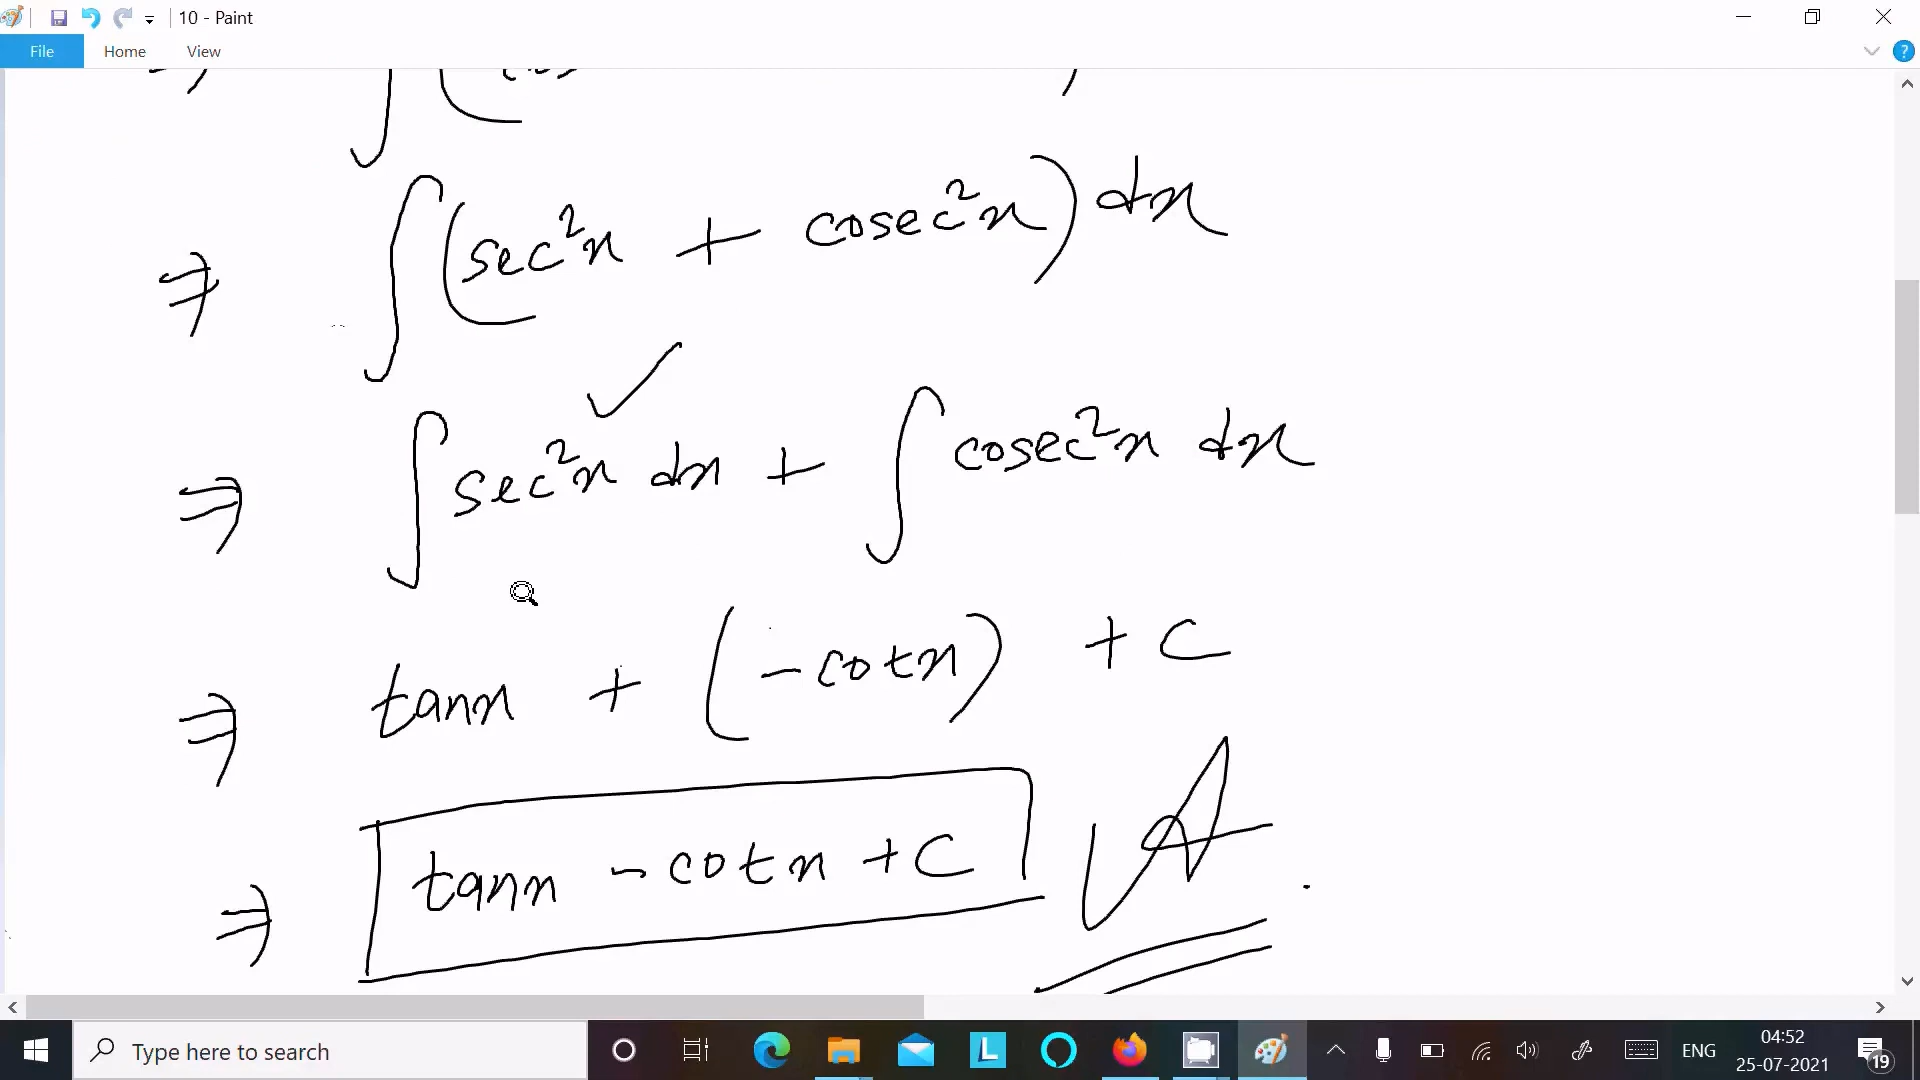 10 - Paint
File Home View
⇒ ∫(sec²x + cosec²x) dx
⇒ ∫sec²x dx + ∫cosec²x dx
⇒ tanx + (-cotx) + C
⇒ tanx - cotx + C
Type here to search
L
ENG
04:52
25-07-2021
19